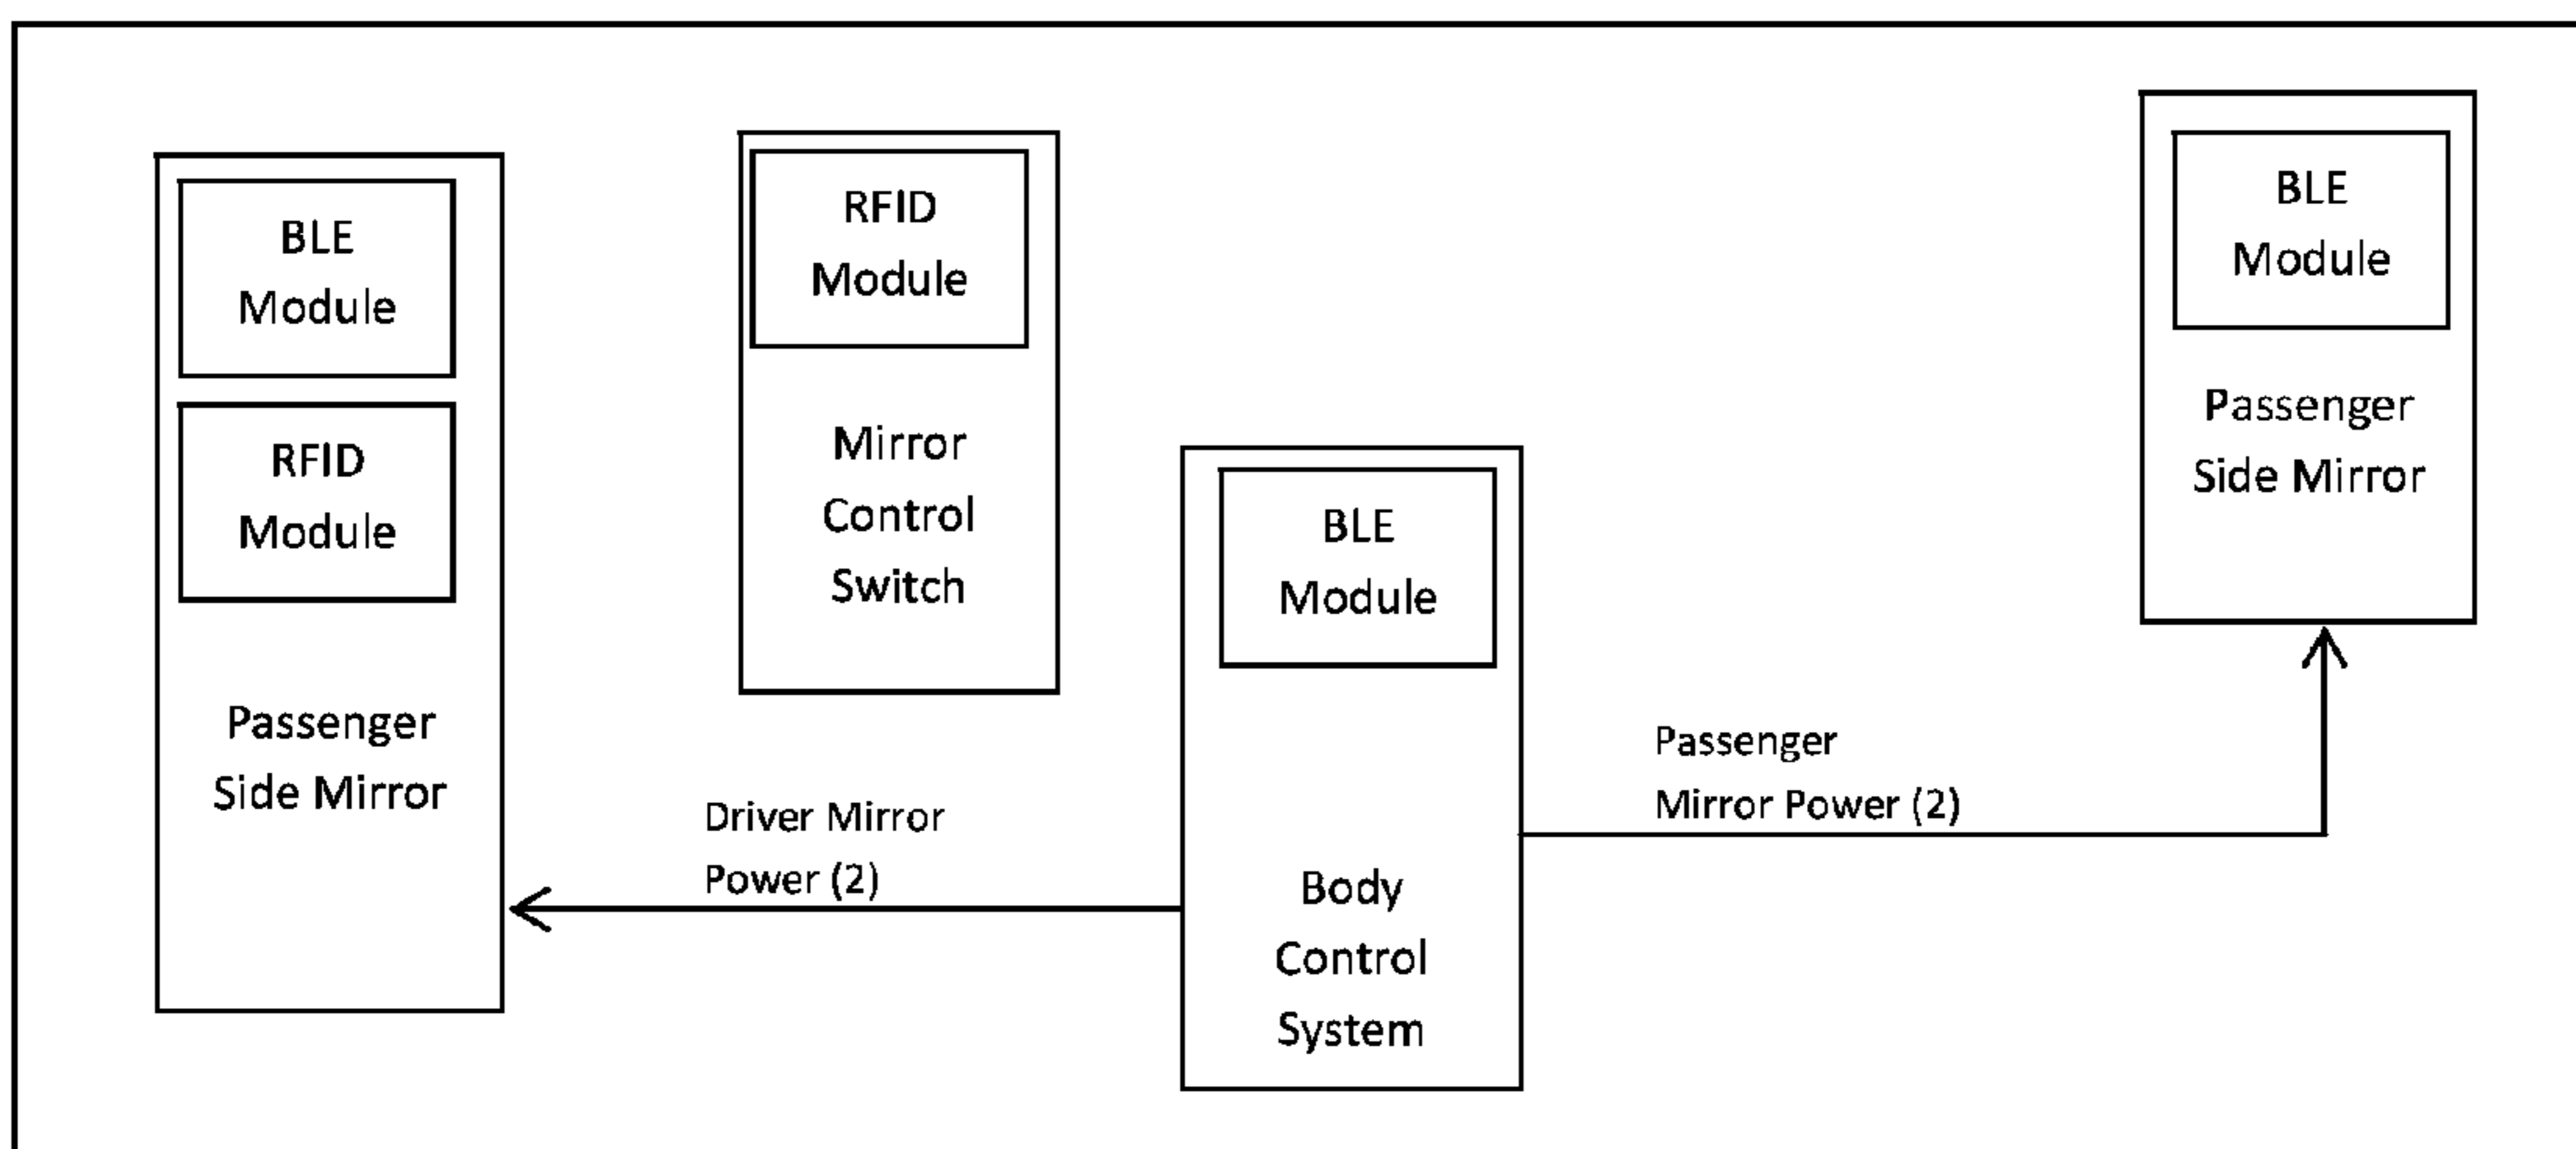 BLE
Module
RFID
Module
Passenger
Side Mirror
RFID
Module
Mirror
Control
Switch
Driver Mirror
Power (2)
BLE
Module
Body
Control
System
Passenger
Mirror Power (2)
BLE
Module
Passenger
Side Mirror